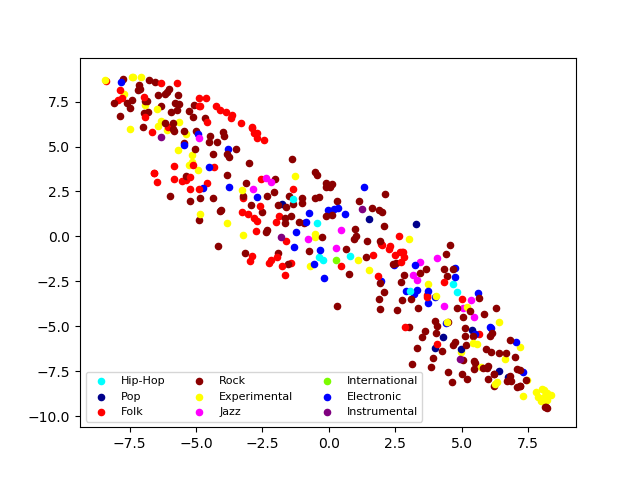 7.5
5.0
2.5
0.0
−2.5
−5.0
−7.5
−10.0
Hip-Hop Rock International
Pop Experimental Electronic
Folk Jazz Instrumental
−7.5 −5.0 −2.5 0.0 2.5 5.0 7.5